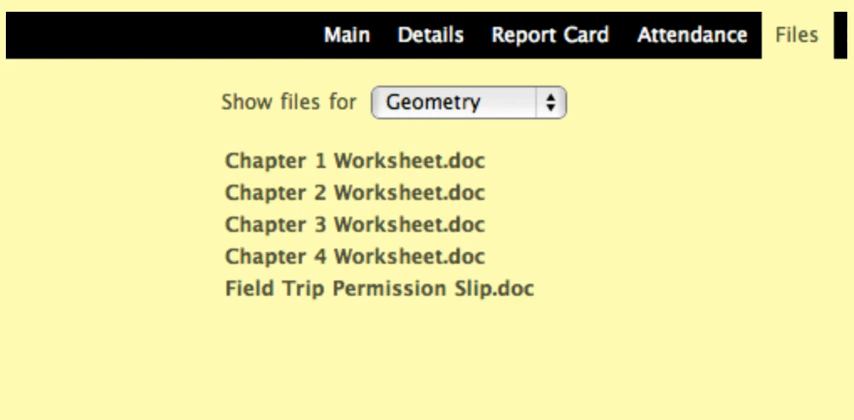 Main Details Report Card Attendance Files
Show files for Geometry
Chapter 1 Worksheet.doc
Chapter 2 Worksheet.doc
Chapter 3 Worksheet.doc
Chapter 4 Worksheet.doc
Field Trip Permission Slip.doc